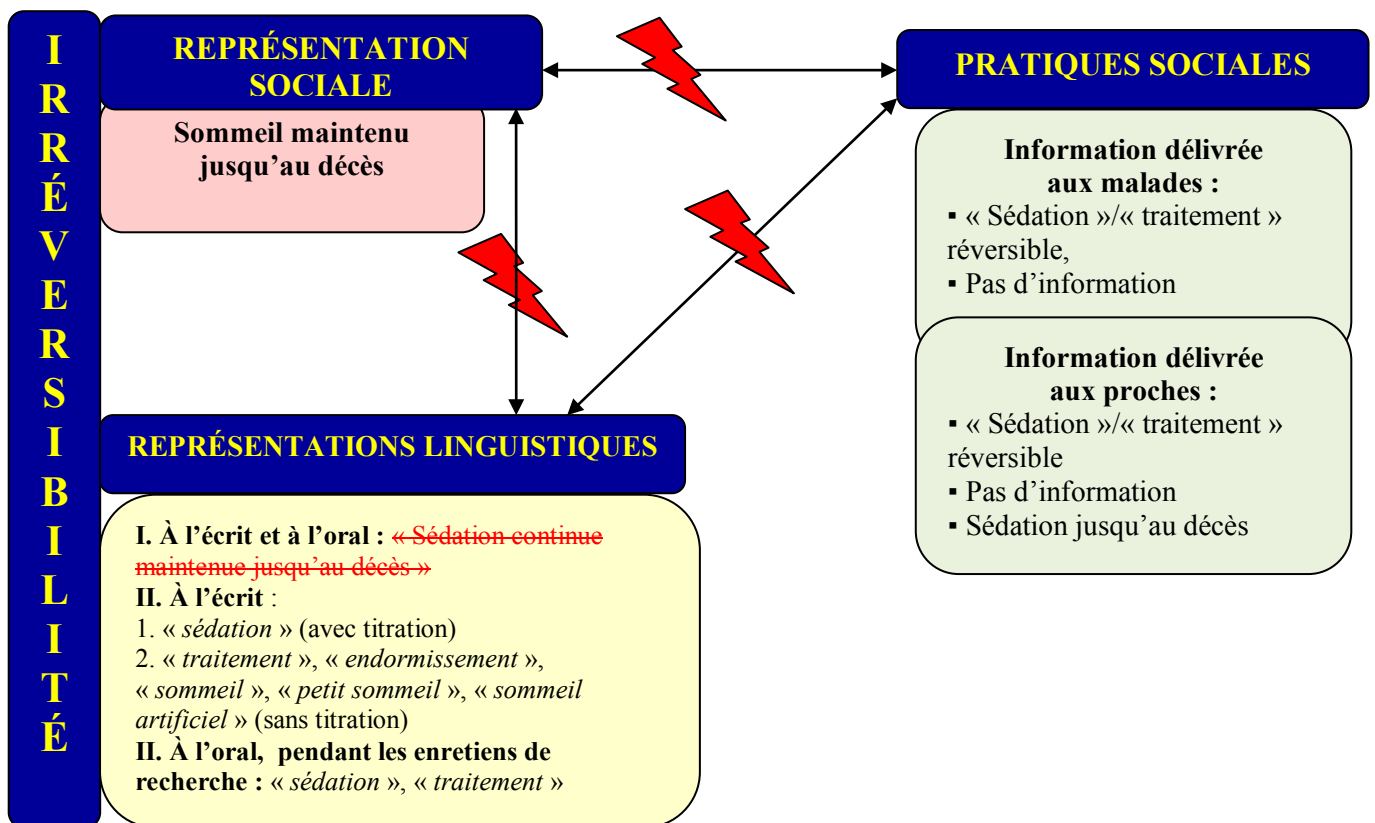 IRRÉVERSIBILITÉ
REPRÉSENTATION
SOCIALE
Sommeil maintenu
jusqu’au décès
PRATIQUES SOCIALES
Information délivrée
aux malades :
▪ « Sédation »/« traitement »
réversible,
▪ Pas d’information
Information délivrée
aux proches :
▪ « Sédation »/« traitement »
réversible
▪ Pas d’information
▪ Sédation jusqu’au décès
REPRÉSENTATIONS LINGUISTIQUES
I. À l’écrit et à l’oral : « Sédation continue
maintenue jusqu’au décès »
II. À l’écrit :
1. « sédation » (avec titration)
2. « traitement », « endormissement »,
« sommeil », « petit sommeil », « sommeil
artificiel » (sans titration)
II. À l’oral, pendant les enretiens de
recherche : « sédation », « traitement »